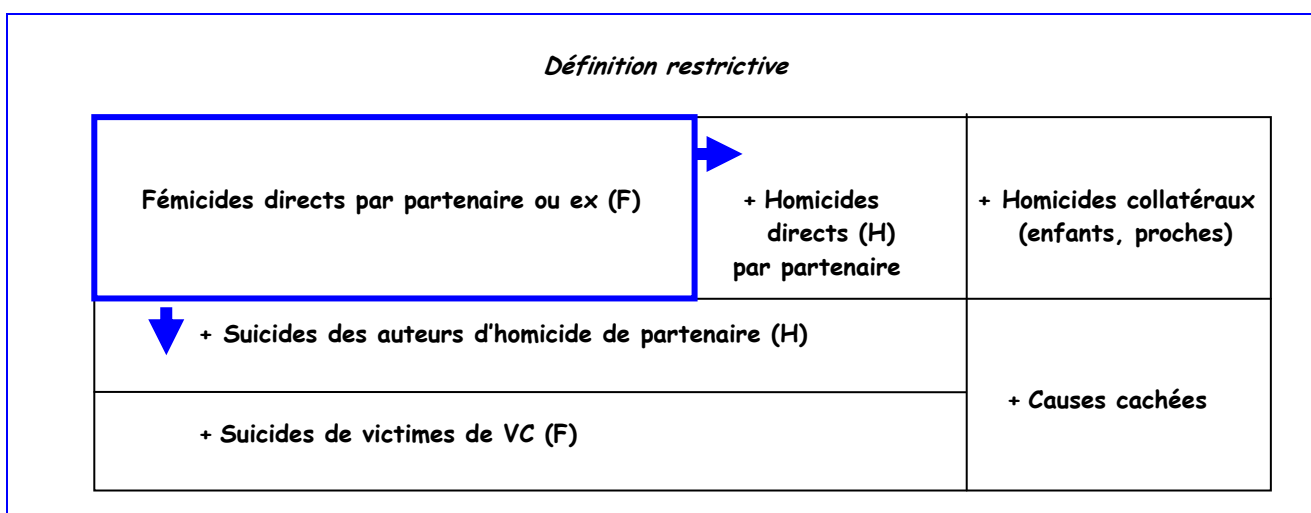 Définition restrictive
Fémicides directs par partenaire ou ex (F)
+ Homicides
directs (H)
par partenaire
+ Homicides collatéraux
(enfants, proches)
+ Suicides des auteurs d'homicide de partenaire (H)
+ Causes cachées
+ Suicides de victimes de VC (F)